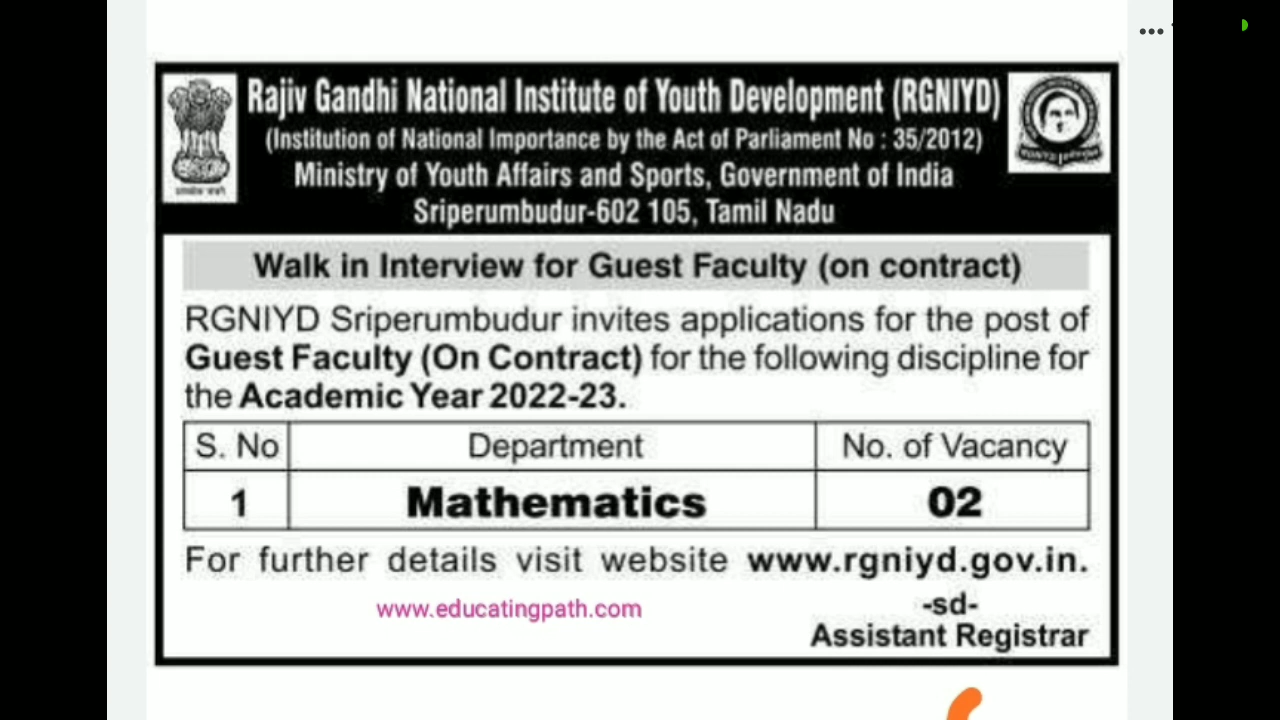 Rajiv Gandhi National Institute of Youth Development (RGNIYD)
(Institution of National Importance by the Act of Parliament No : 35/2012)
Ministry of Youth Affairs and Sports, Government of India
Sriperumbudur-602 105, Tamil Nadu
Walk in Interview for Guest Faculty (on contract)
RGNIYD Sriperumbudur invites applications for the post of
Guest Faculty (On Contract) for the following discipline for
the Academic Year 2022-23.
S. No Department No. of Vacancy
1 Mathematics 02
For further details visit website www.rgniyd.gov.in.
www.educatingpath.com
-sd-
Assistant Registrar